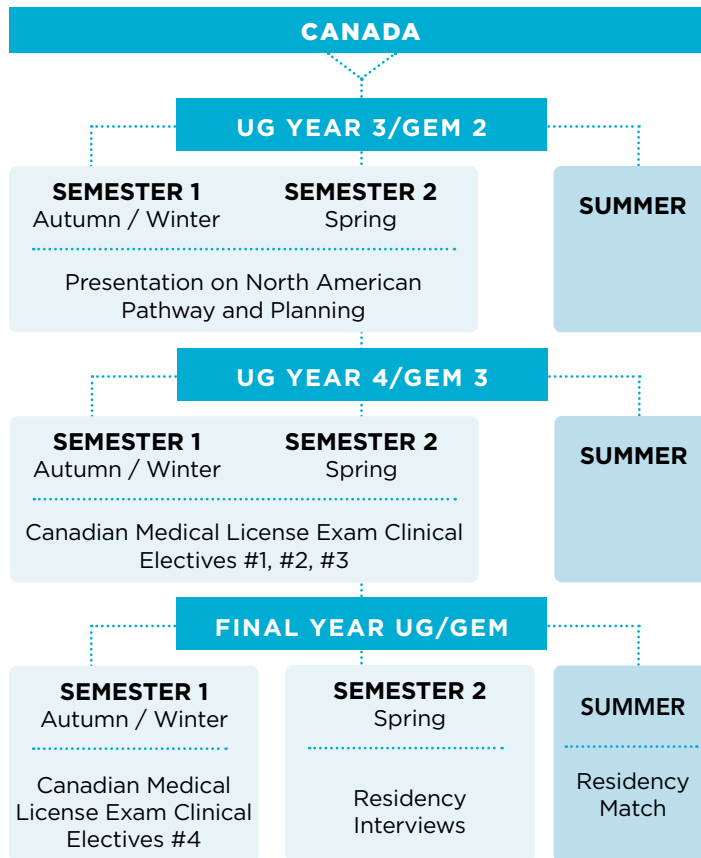 CANADA
UG YEAR 3/GEM 2
SEMESTER 1
Autumn / Winter
SEMESTER 2
Spring
Presentation on North American
Pathway and Planning
SUMMER
UG YEAR 4/GEM 3
SEMESTER 1
Autumn / Winter
SEMESTER 2
Spring
Canadian Medical License Exam Clinical
Electives #1, #2, #3
SUMMER
FINAL YEAR UG/GEM
SEMESTER 1
Autumn / Winter
Canadian Medical
License Exam Clinical
Electives #4
SEMESTER 2
Spring
Residency
Interviews
SUMMER
Residency
Match